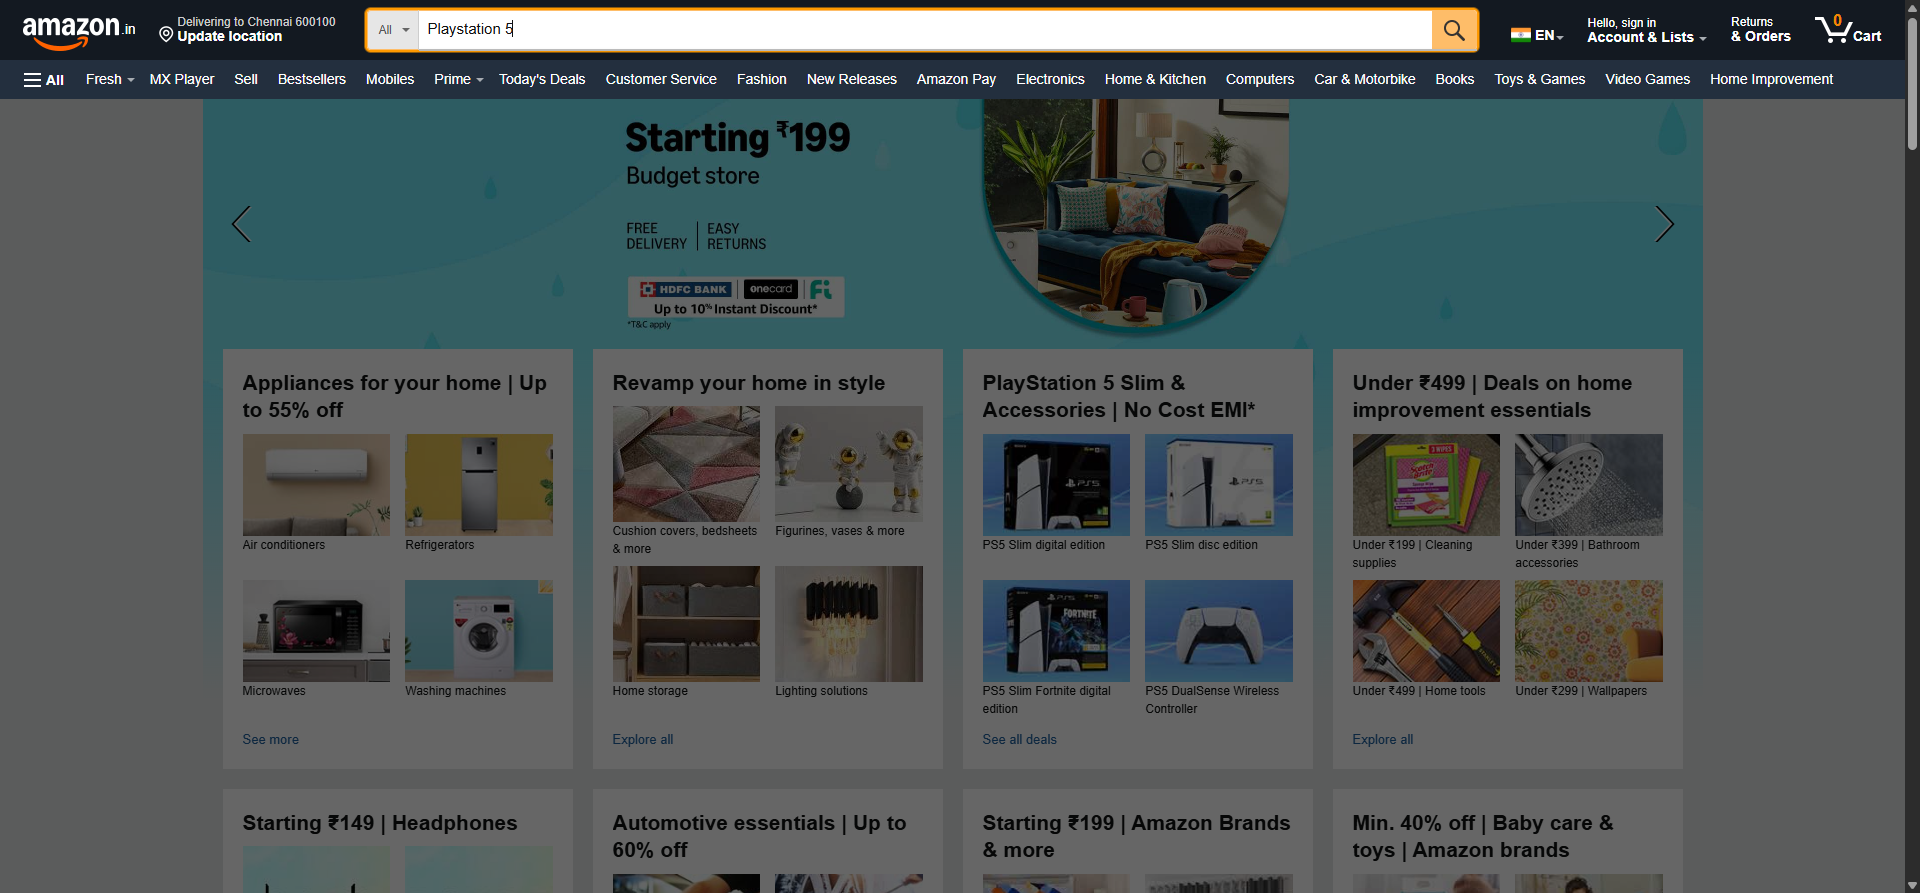 amazon.in
Delivering to Chennai 600100
Update location
All
Playstation 5
EN
Hello, sign in
Account & Lists
Returns
& Orders
0
Cart
All
Fresh
MX Player
Sell
Bestsellers
Mobiles
Prime
Today's Deals
Customer Service
Fashion
New Releases
Amazon Pay
Electronics
Home & Kitchen
Computers
Car & Motorbike
Books
Toys & Games
Video Games
Home Improvement
Starting ₹199
Budget store
FREE
DELIVERY
EASY
RETURNS
HDFC BANK
onecard
Fi
Up to 10% Instant Discount*
*T&C apply
Appliances for your home | Up
to 55% off
Air conditioners
Refrigerators
Microwaves
Washing machines
See more
Revamp your home in style
Cushion covers, bedsheets
& more
Figurines, vases & more
Home storage
Lighting solutions
Explore all
PlayStation 5 Slim &
Accessories | No Cost EMI*
PS5
PS5
PS5 Slim digital edition
PS5 Slim disc edition
PS5
FORTNITE
PS5 Slim Fortnite digital
edition
PS5 DualSense Wireless
Controller
See all deals
Under ₹499 | Deals on home
improvement essentials
3 WIPES
Scotch
Brite
Under ₹199 | Cleaning
supplies
Under ₹399 | Bathroom
accessories
Under ₹499 | Home tools
Under ₹299 | Wallpapers
Explore all
Starting ₹149 | Headphones
Automotive essentials | Up to
60% off
Starting ₹199 | Amazon Brands
& more
Min. 40% off | Baby care &
toys | Amazon brands